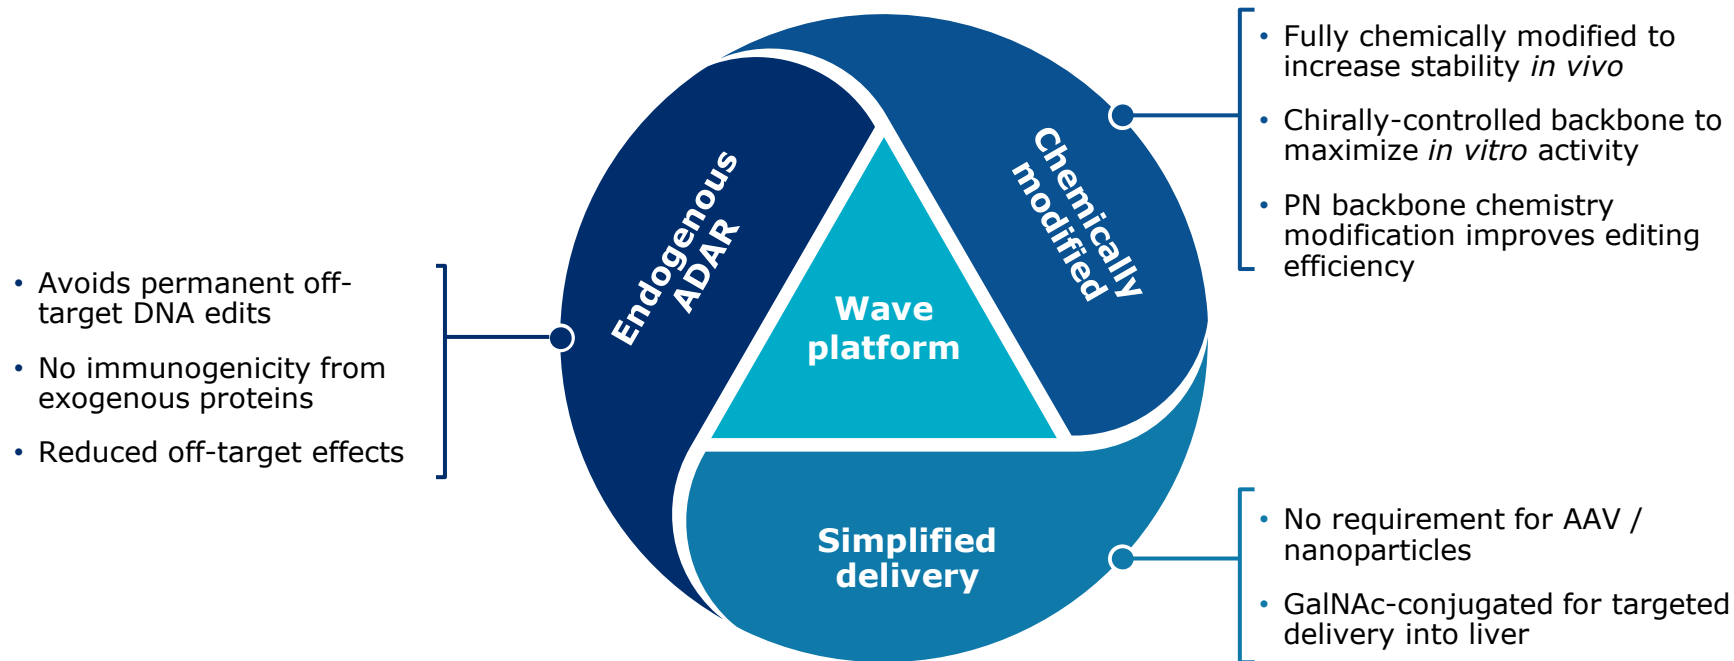 • Fully chemically modified to
increase stability in vivo
• Chirally-controlled backbone to
maximize in vitro activity
• PN backbone chemistry
modification improves editing
efficiency
Chemically
modified
Endogenous
ADAR
• Avoids permanent off-
target DNA edits
• No immunogenicity from
exogenous proteins
• Reduced off-target effects
Wave
platform
Simplified
delivery
• No requirement for AAV /
nanoparticles
• GalNAc-conjugated for targeted
delivery into liver